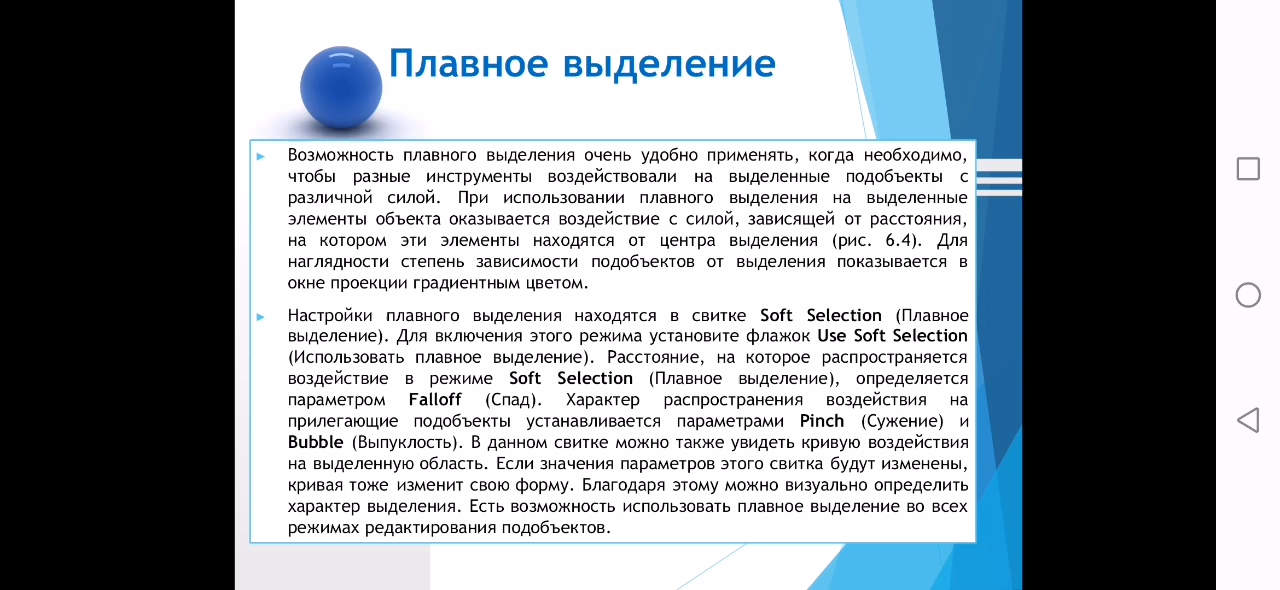 Плавное выделение
Возможность плавного выделения очень удобно применять, когда необходимо,
чтобы разные инструменты воздействовали на выделенные подобъекты с
различной силой. При использовании плавного выделения на выделенные
элементы объекта оказывается воздействие с силой, зависящей от расстояния,
на котором эти элементы находятся от центра выделения (рис. 6.4). Для
наглядности степень зависимости подобъектов от выделения показывается в
окне проекции градиентным цветом.
Настройки плавного выделения находятся в свитке Soft Selection (Плавное
выделение). Для включения этого режима установите флажок Use Soft Selection
(Использовать плавное выделение). Расстояние, на которое распространяется
воздействие в режиме Soft Selection (Плавное выделение), определяется
параметром Falloff (Спад). Характер распространения воздействия на
прилегающие подобъекты устанавливается параметрами Pinch (Сужение) и
Bubble (Выпуклость). В данном свитке можно также увидеть кривую воздействия
на выделенную область. Если значения параметров этого свитка будут изменены,
кривая тоже изменит свою форму. Благодаря этому можно визуально определить
характер выделения. Есть возможность использовать плавное выделение во всех
режимах редактирования подобъектов.